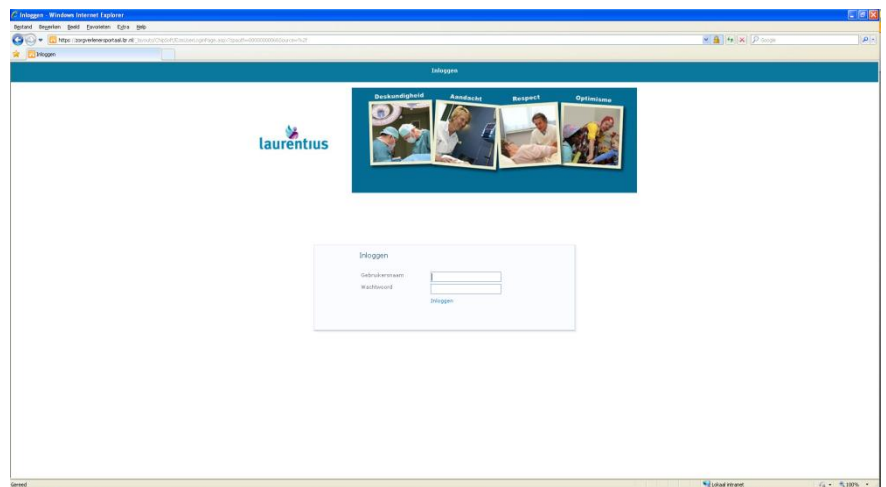 Inloggen - Windows Internet Explorer
Bestand Bewerken Beeld Favorieten Extra Help
Google
Inloggen
Inloggen
Deskundigheid Aandacht Respect Optimisme
laurentius
Inloggen
Gebruikersnaam
Wachtwoord
Inloggen
Gereed Lokaal intranet 100%